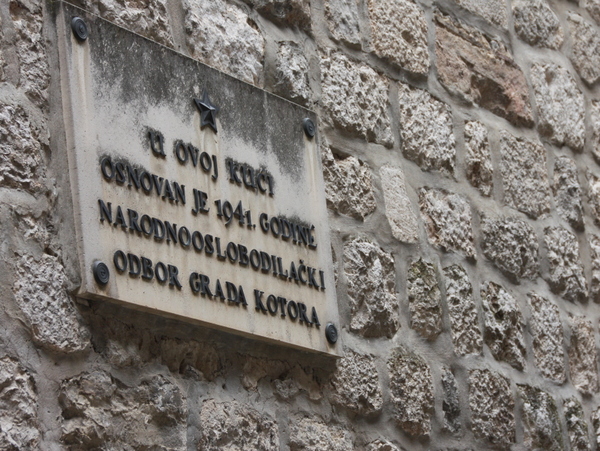 U OVOJ KUĆI
OSNOVAN JE 1941. GODINE
NARODNOOSLOBODILAČKI
ODBOR GRADA KOTORA